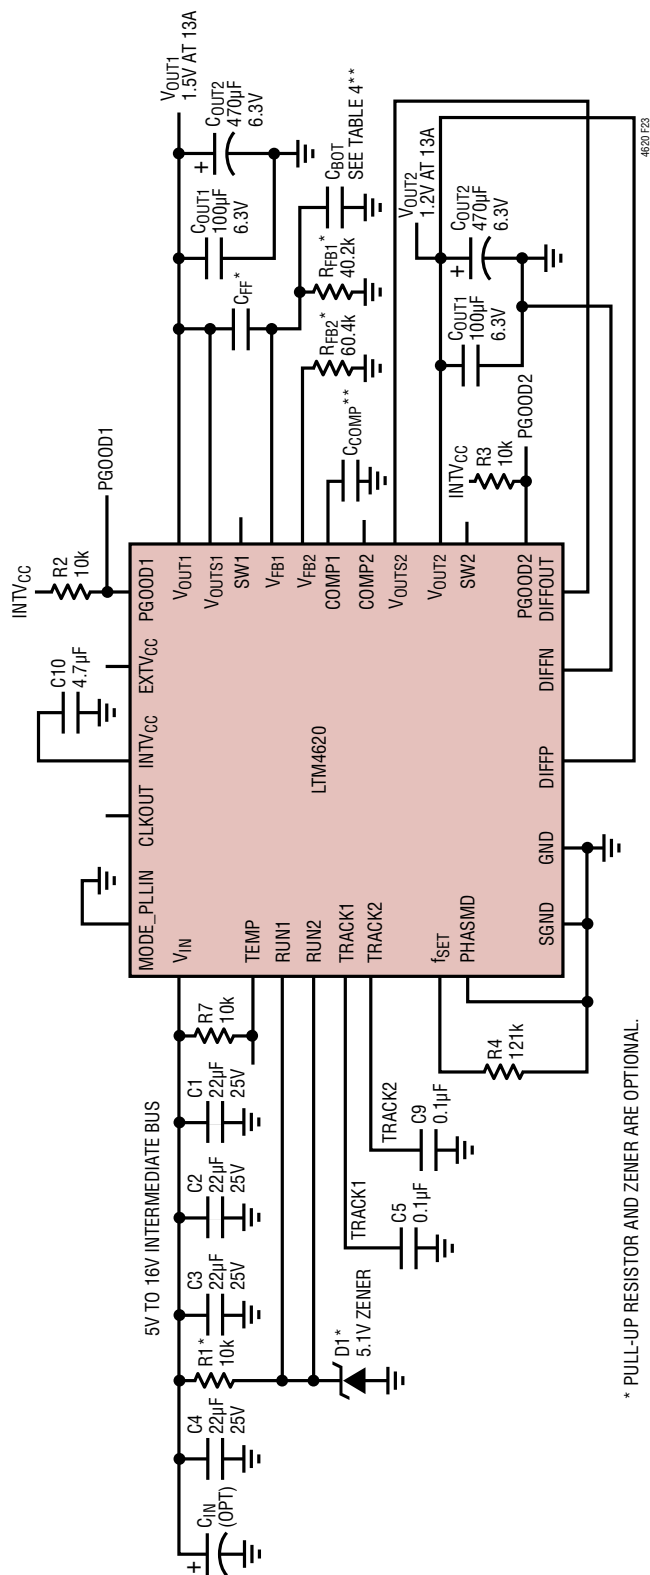 5V TO 16V INTERMEDIATE BUS
CIN
(OPT)
+
C4
22µF
25V
R1*
10k
C3
22µF
25V
C2
22µF
25V
C1
22µF
25V
R7
10k
D1*
5.1V ZENER
TRACK1
C5
0.1µF
TRACK2
C9
0.1µF
R4
121k
MODE_PLLIN
CLKOUT
INTVCC
EXTVCC
PGOOD1
C10
4.7µF
INTVCC
R2
10k
PGOOD1
VIN
TEMP
RUN1
RUN2
TRACK1
TRACK2
fSET
PHASMD
LTM4620
VOUT1
VOUTS1
SW1
VFB1
VFB2
COMP1
COMP2
VOUTS2
VOUT2
SW2
PGOOD2
SGND
GND
DIFFP
DIFFN
DIFFOUT
VOUT1
1.5V AT 13A
COUT1
100µF
6.3V
+
COUT2
470µF
6.3V
CFF*
CBOT
SEE TABLE 4**
RFB1*
40.2k
RFB2*
60.4k
CCOMP**
VOUT2
1.2V AT 13A
COUT1
100µF
6.3V
+
COUT2
470µF
6.3V
INTVCC
R3
10k
PGOOD2
4620 F23
* PULL-UP RESISTOR AND ZENER ARE OPTIONAL.